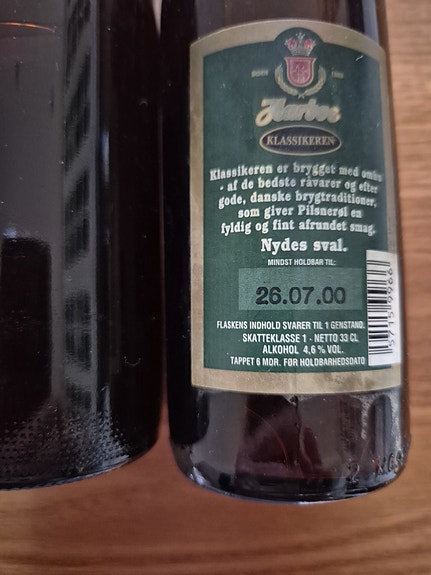 Harboe
KLASSIKEREN
Klassikeren er brygget med omhu
- af de bedste råvarer og efter
gode, danske brygtraditioner,
som giver Pilsnerøl en
fyldig og fint afrundet smag.
Nydes sval.
MINDST HOLDBAR TIL:
26.07.00
FLASKENS INDHOLD SVARER TIL 1 GENSTAND.
SKATTEKLASSE 1 - NETTO 33 CL
ALKOHOL 4,6 % VOL.
TAPPET 6 MDR. FØR HOLDBARHEDSDATO